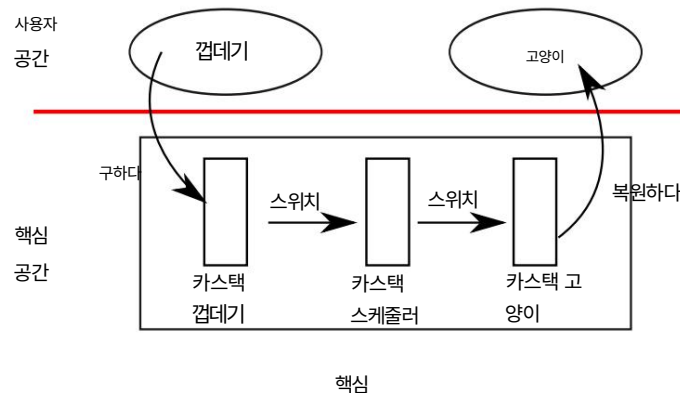 사용자
공간
껍데기
고양이
구하다
스위치
스위치
복원하다
핵심
공간
카스택
껍데기
카스택
스케줄러
카스택 고
양이
핵심